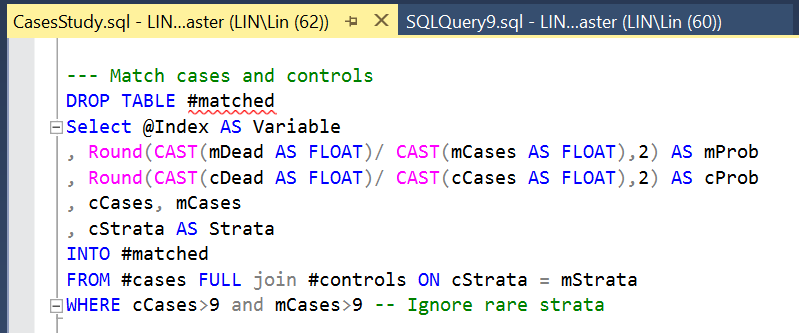 CasesStudy.sql - LIN...aster (LIN\Lin (62)) SQLQuery9.sql - LIN...aster (LIN\Lin (60))
--- Match cases and controls
DROP TABLE #matched
Select @Index AS Variable
, Round(CAST(mDead AS FLOAT)/ CAST(mCases AS FLOAT),2) AS mProb
, Round(CAST(cDead AS FLOAT)/ CAST(cCases AS FLOAT),2) AS cProb
, cCases, mCases
, cStrata AS Strata
INTO #matched
FROM #cases FULL join #controls ON cStrata = mStrata
WHERE cCases>9 and mCases>9 -- Ignore rare strata